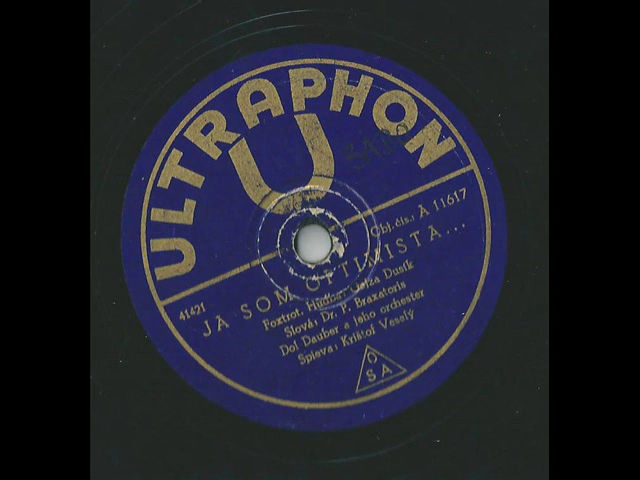 ULTRAPHON
U
Obj. čís.: A 11617
41421
JA SOM OPTIMISTA...
Foxtrot. Hudba: Gejza Dusík
Slová: Dr. P. Braxatoris
Dol Dauber a jeho orchester
Spieva: Krištof Veselý
OSA